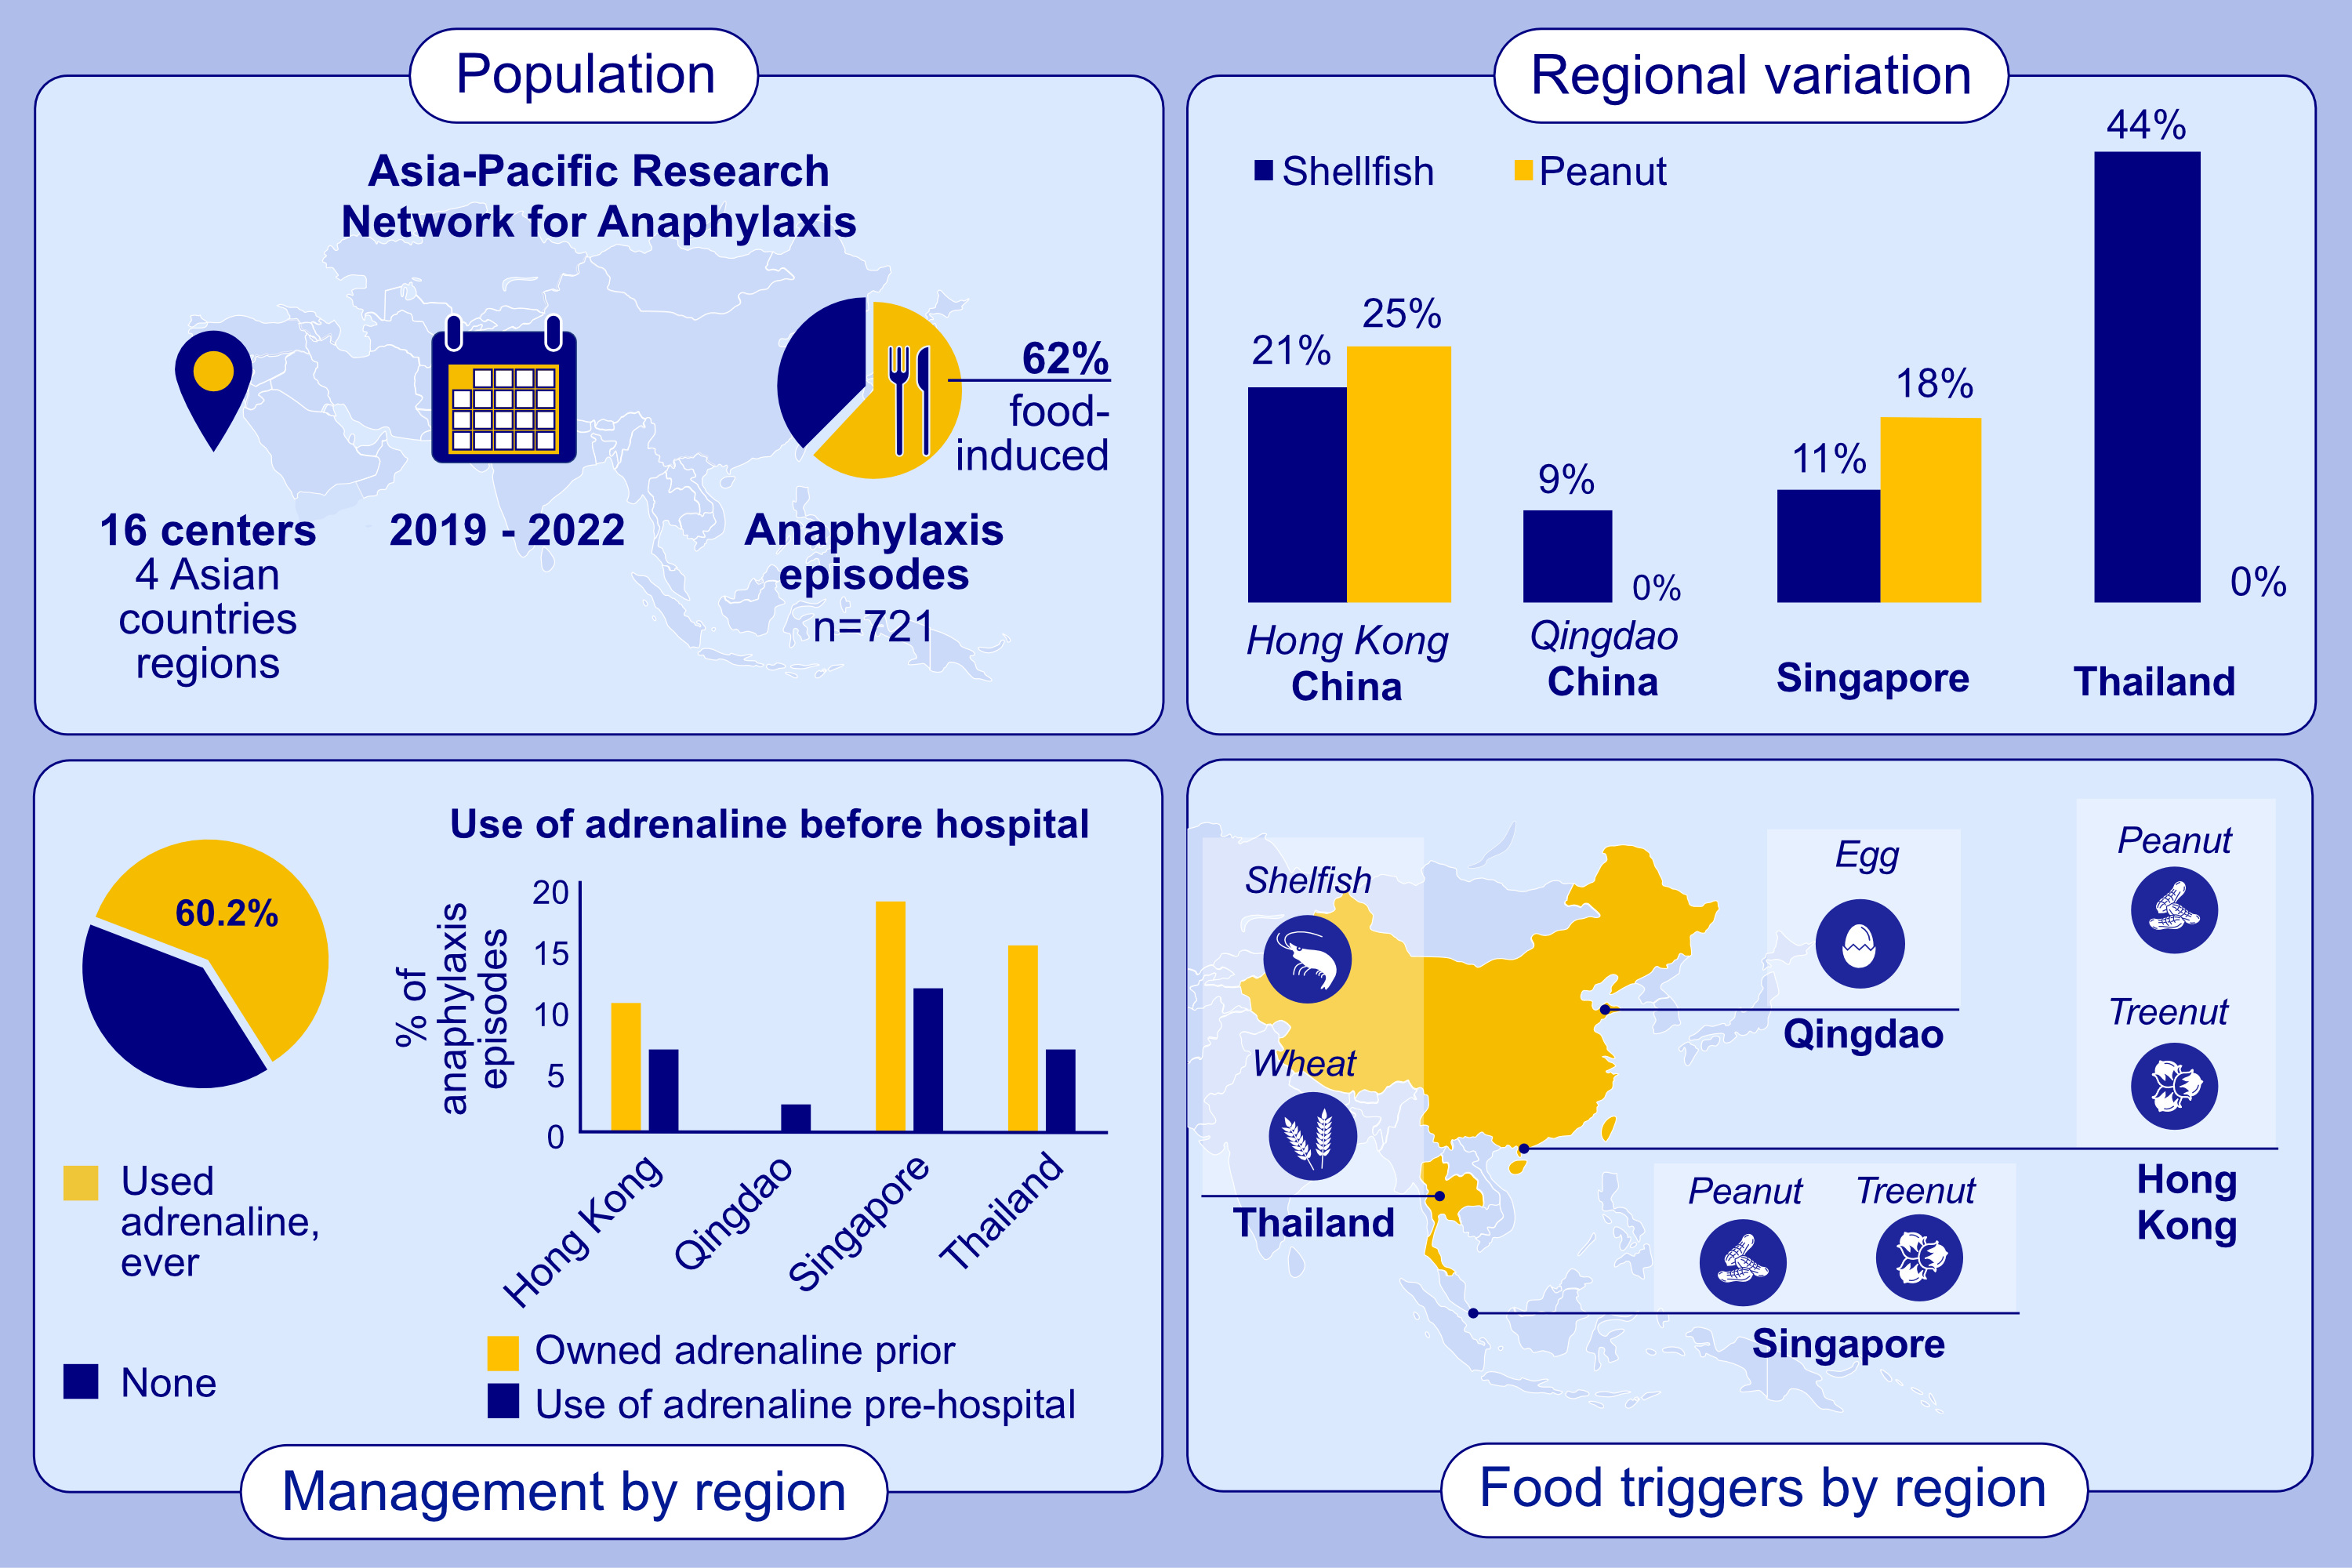 Population
Asia-Pacific Research
Network for Anaphylaxis
16 centers
4 Asian
countries
regions
2019 - 2022
62%
food-
induced
Anaphylaxis
episodes
n=721
Regional variation
Shellfish
Peanut
21%
25%
9%
0%
11%
18%
44%
0%
Hong Kong
China
Qingdao
China
Singapore
Thailand
60.2%
Used
adrenaline,
ever
None
Use of adrenaline before hospital
% of
anaphylaxis
episodes
20
15
10
5
0
Hong Kong
Qingdao
Singapore
Thailand
Owned adrenaline prior
Use of adrenaline pre-hospital
Management by region
Shelfish
Wheat
Thailand
Egg
Qingdao
Peanut
Treenut
Hong
Kong
Peanut
Treenut
Singapore
Food triggers by region